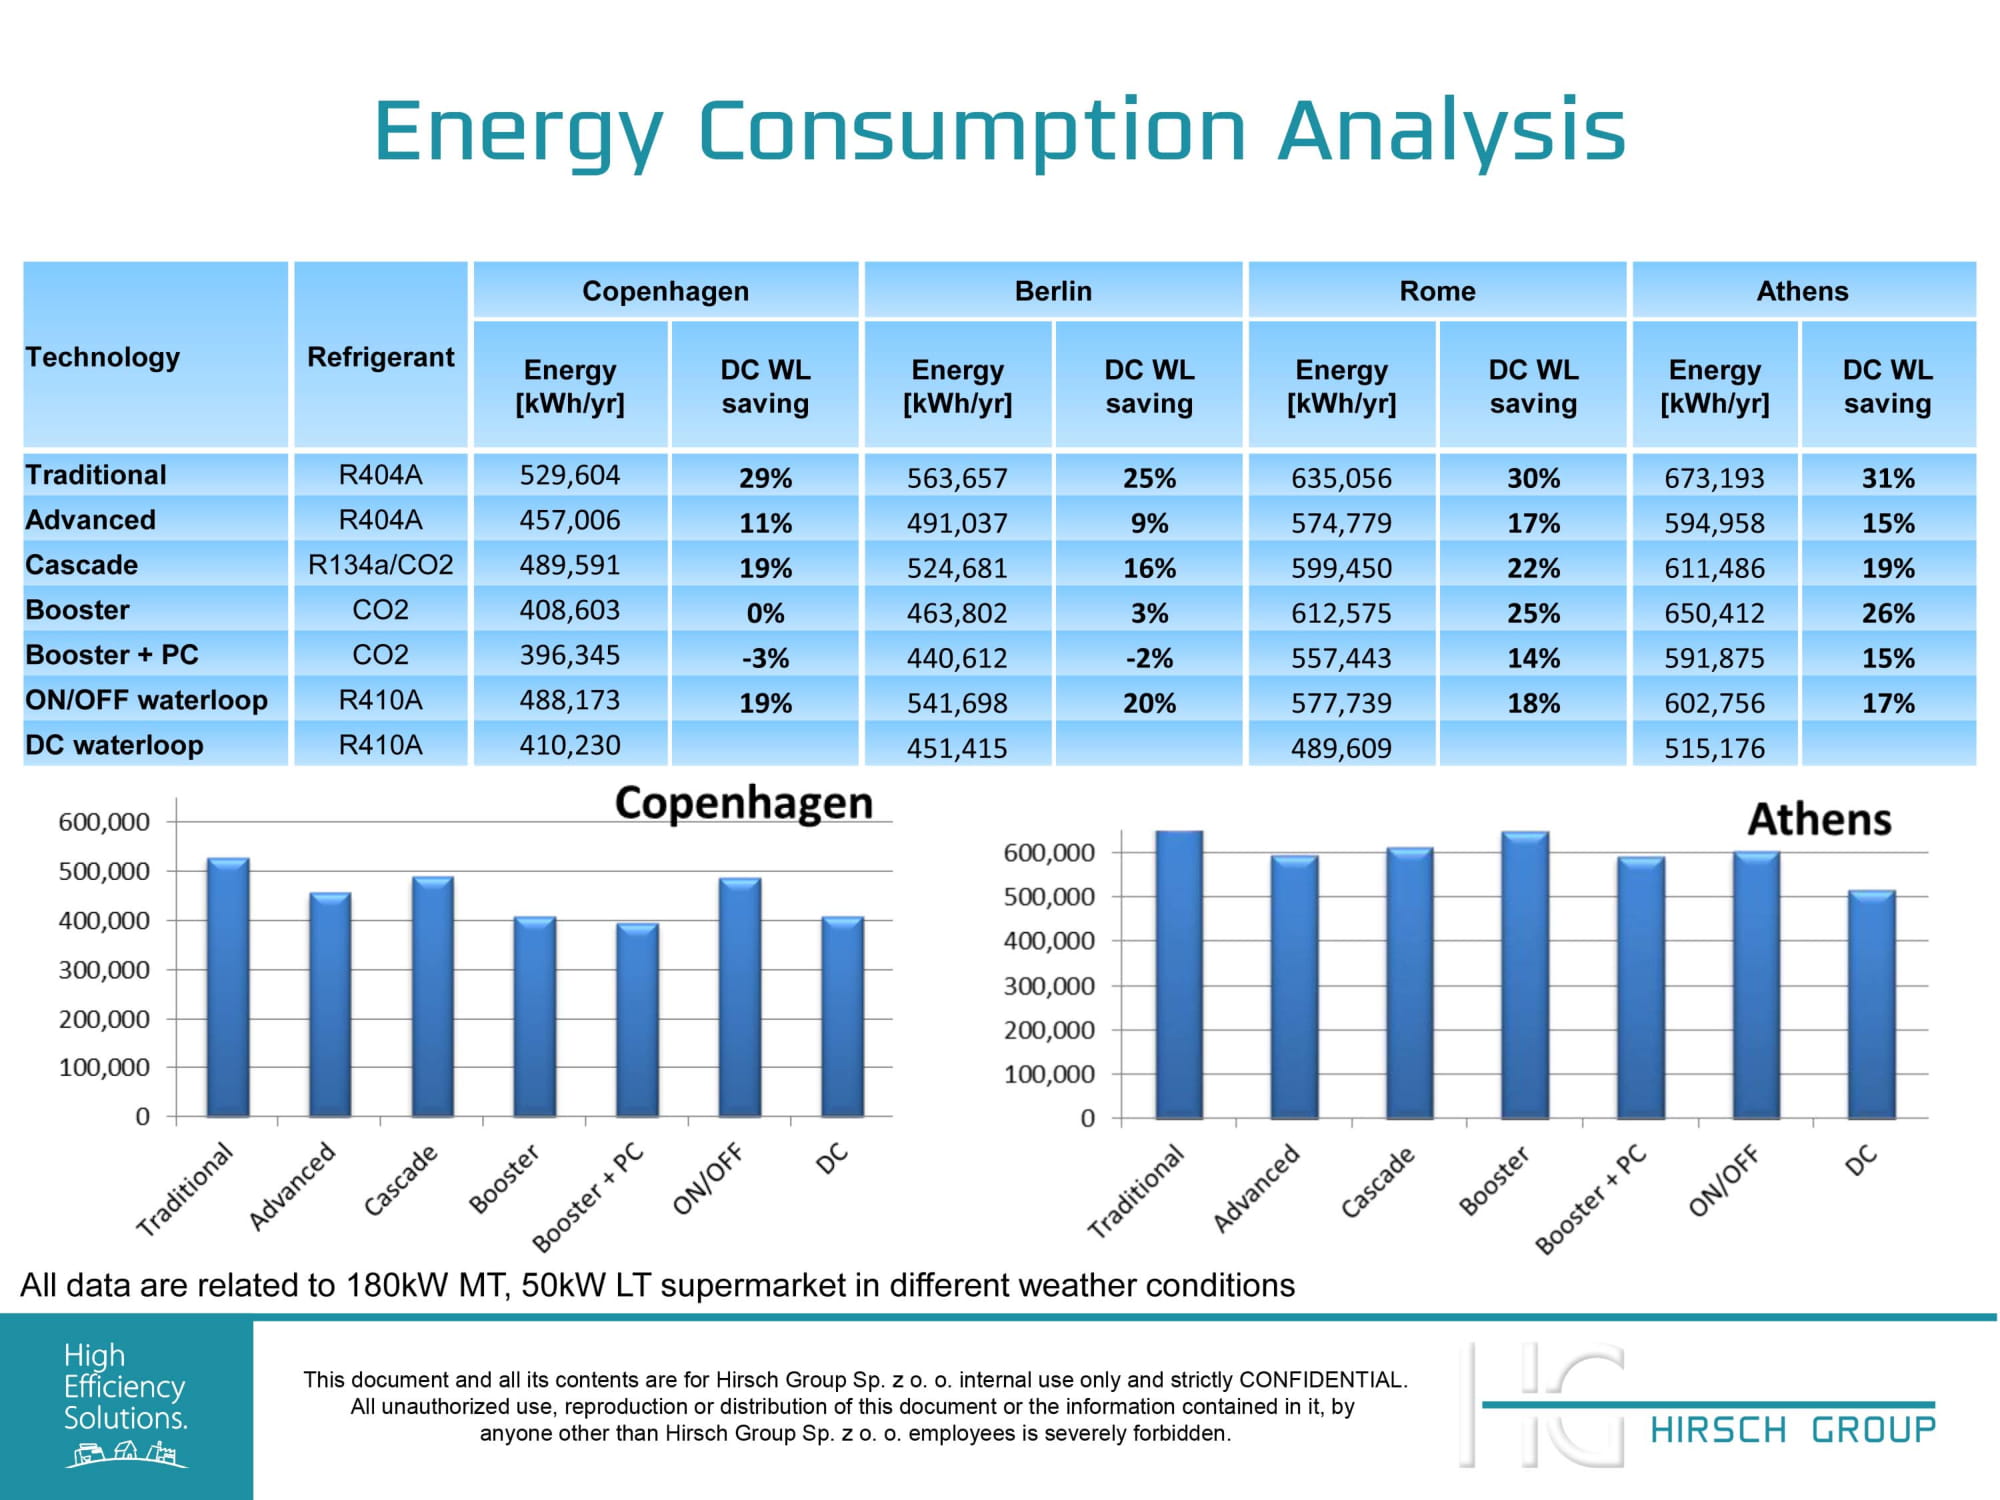 Energy Consumption Analysis
Technology Refrigerant Copenhagen Berlin Rome Athens
Energy [kWh/yr] DC WL saving Energy [kWh/yr] DC WL saving Energy [kWh/yr] DC WL saving Energy [kWh/yr] DC WL saving
Traditional R404A 529,604 29% 563,657 25% 635,056 30% 673,193 31%
Advanced R404A 457,006 11% 491,037 9% 574,779 17% 594,958 15%
Cascade R134a/CO2 489,591 19% 524,681 16% 599,450 22% 611,486 19%
Booster CO2 408,603 0% 463,802 3% 612,575 25% 650,412 26%
Booster + PC CO2 396,345 -3% 440,612 -2% 557,443 14% 591,875 15%
ON/OFF waterloop R410A 488,173 19% 541,698 20% 577,739 18% 602,756 17%
DC waterloop R410A 410,230 451,415 489,609 515,176
Copenhagen
600,000
500,000
400,000
300,000
200,000
100,000
0
Traditional Advanced Cascade Booster Booster + PC ON/OFF DC
Athens
600,000
500,000
400,000
300,000
200,000
100,000
0
Traditional Advanced Cascade Booster Booster + PC ON/OFF DC
All data are related to 180kW MT, 50kW LT supermarket in different weather conditions
High
Efficiency
Solutions.
This document and all its contents are for Hirsch Group Sp. z o. o. internal use only and strictly CONFIDENTIAL.
All unauthorized use, reproduction or distribution of this document or the information contained in it, by
anyone other than Hirsch Group Sp. z o. o. employees is severely forbidden.
HG
HIRSCH GROUP